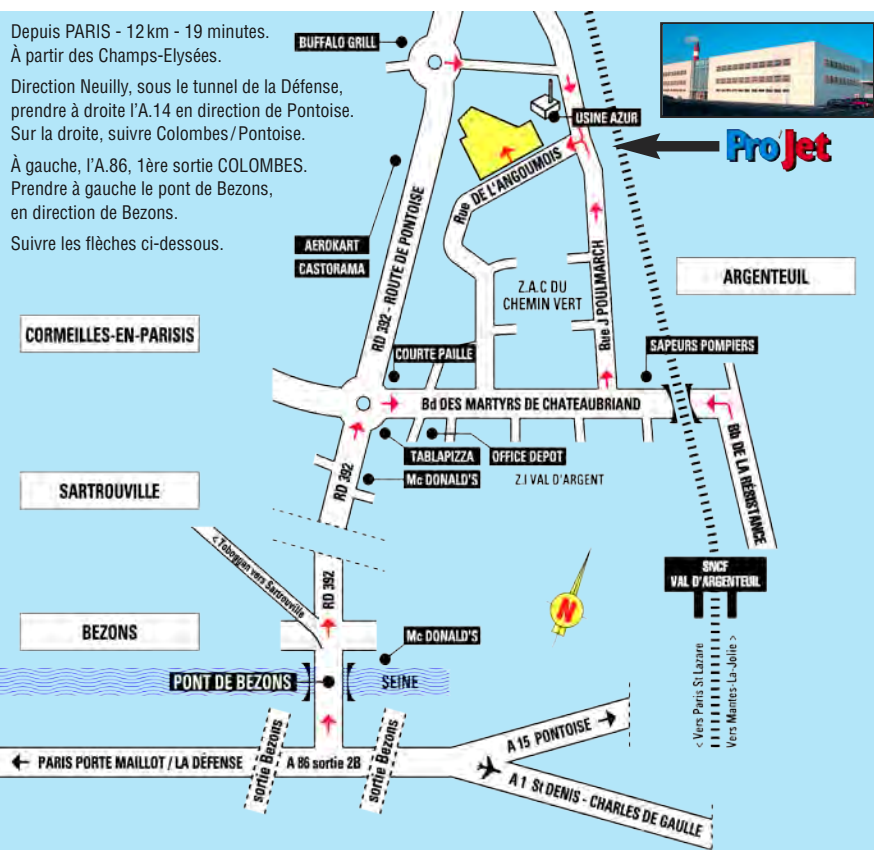 Depuis PARIS - 12 km - 19 minutes.
À partir des Champs-Elysées.
Direction Neuilly, sous le tunnel de la Défense,
prendre à droite l'A.14 en direction de Pontoise.
Sur la droite, suivre Colombes/Pontoise.
À gauche, l'A.86, 1ère sortie COLOMBES.
Prendre à gauche le pont de Bezons,
en direction de Bezons.
Suivre les flèches ci-dessous.
BUFFALO GRILL
USINE AZUR
Pro'Jet
Rue DE L'ANGOUMOIS
AEROKART
CASTORAMA
RD 392 - ROUTE DE PONTOISE
Z.A.C DU
CHEMIN VERT
Rue J POULMARCH
ARGENTEUIL
CORMEILLES-EN-PARISIS
COURTE PAILLE
SAPEURS POMPIERS
Bd DES MARTYRS DE CHATEAUBRIAND
Bb DE LA RÉSISTANCE
TABLAPIZZA
OFFICE DEPOT
Mc DONALD'S
Z.I VAL D'ARGENT
RD 392
SARTROUVILLE
< Toboggan vers Sartrouville
RD 392
SNCF
VAL D'ARGENTEUIL
N
BEZONS
Mc DONALD'S
PONT DE BEZONS
SEINE
< Vers Paris St Lazare
Vers Mantes-La-Jolie >
PARIS PORTE MAILLOT / LA DÉFENSE
sortie Bezons
A 86 sortie 2B
sortie Bezons
A 15 PONTOISE
A 1 St DENIS - CHARLES DE GAULLE